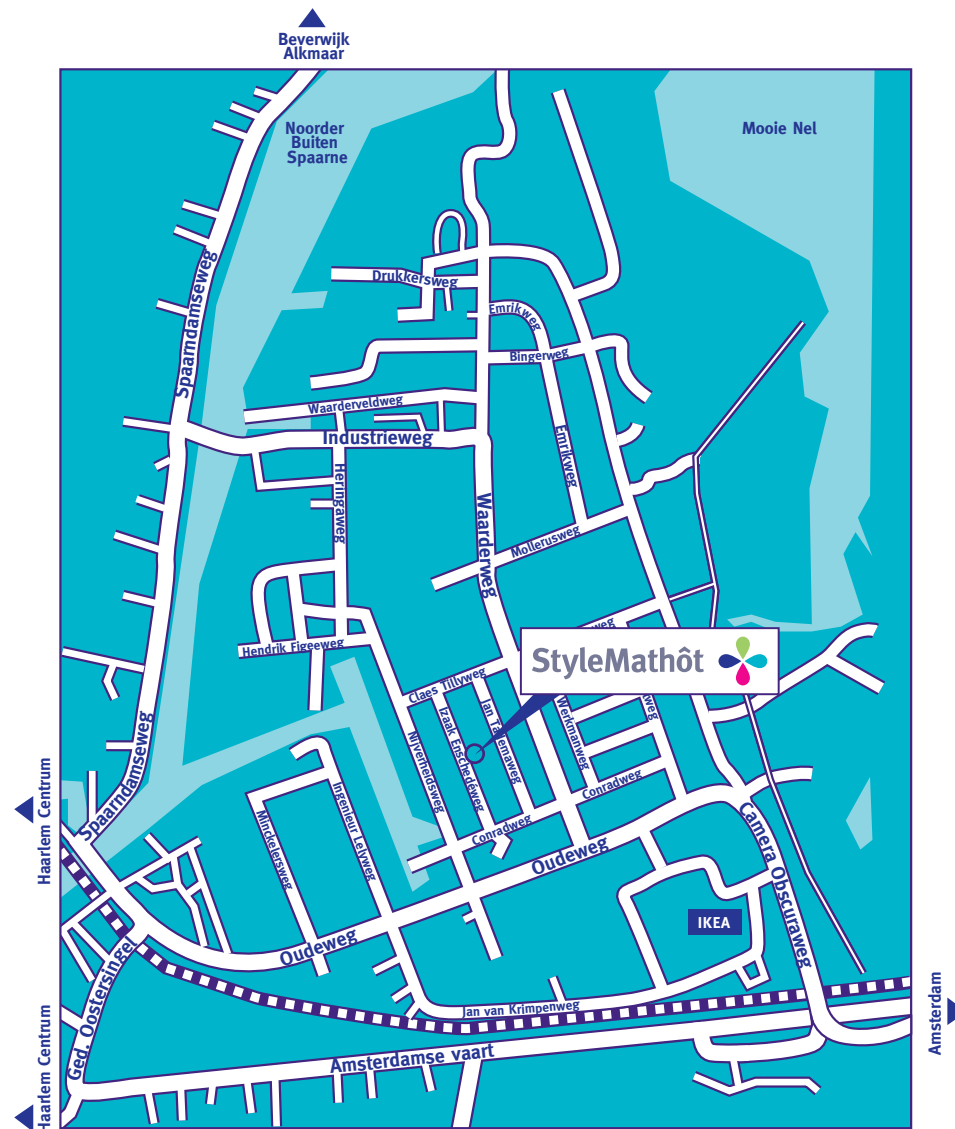 Beverwijk
Alkmaar
Noorder
Buiten
Spaarne
Mooie Nel
Spaarndamseweg
Drukkersweg
Emrikweg
Bingerweg
Waarderveldweg
Industrieweg
Heringaweg
Emrikweg
Waarderweg
Mollerusweg
Hendrik Figeeweg
StyleMathôt
Claes Tillyweg
Izaak Enschedéweg
Werkmanweg
Nijverheidsweg
Conradweg
Conradweg
Spaarndamseweg
Haarlem Centrum
Minckelersweg
Ingenieur Lelyweg
Oudeweg
Camera Obscuraweg
IKEA
Oudeweg
Ged. Oostersingel
Jan van Krimpenweg
Amsterdam
Amsterdamse vaart
Haarlem Centrum